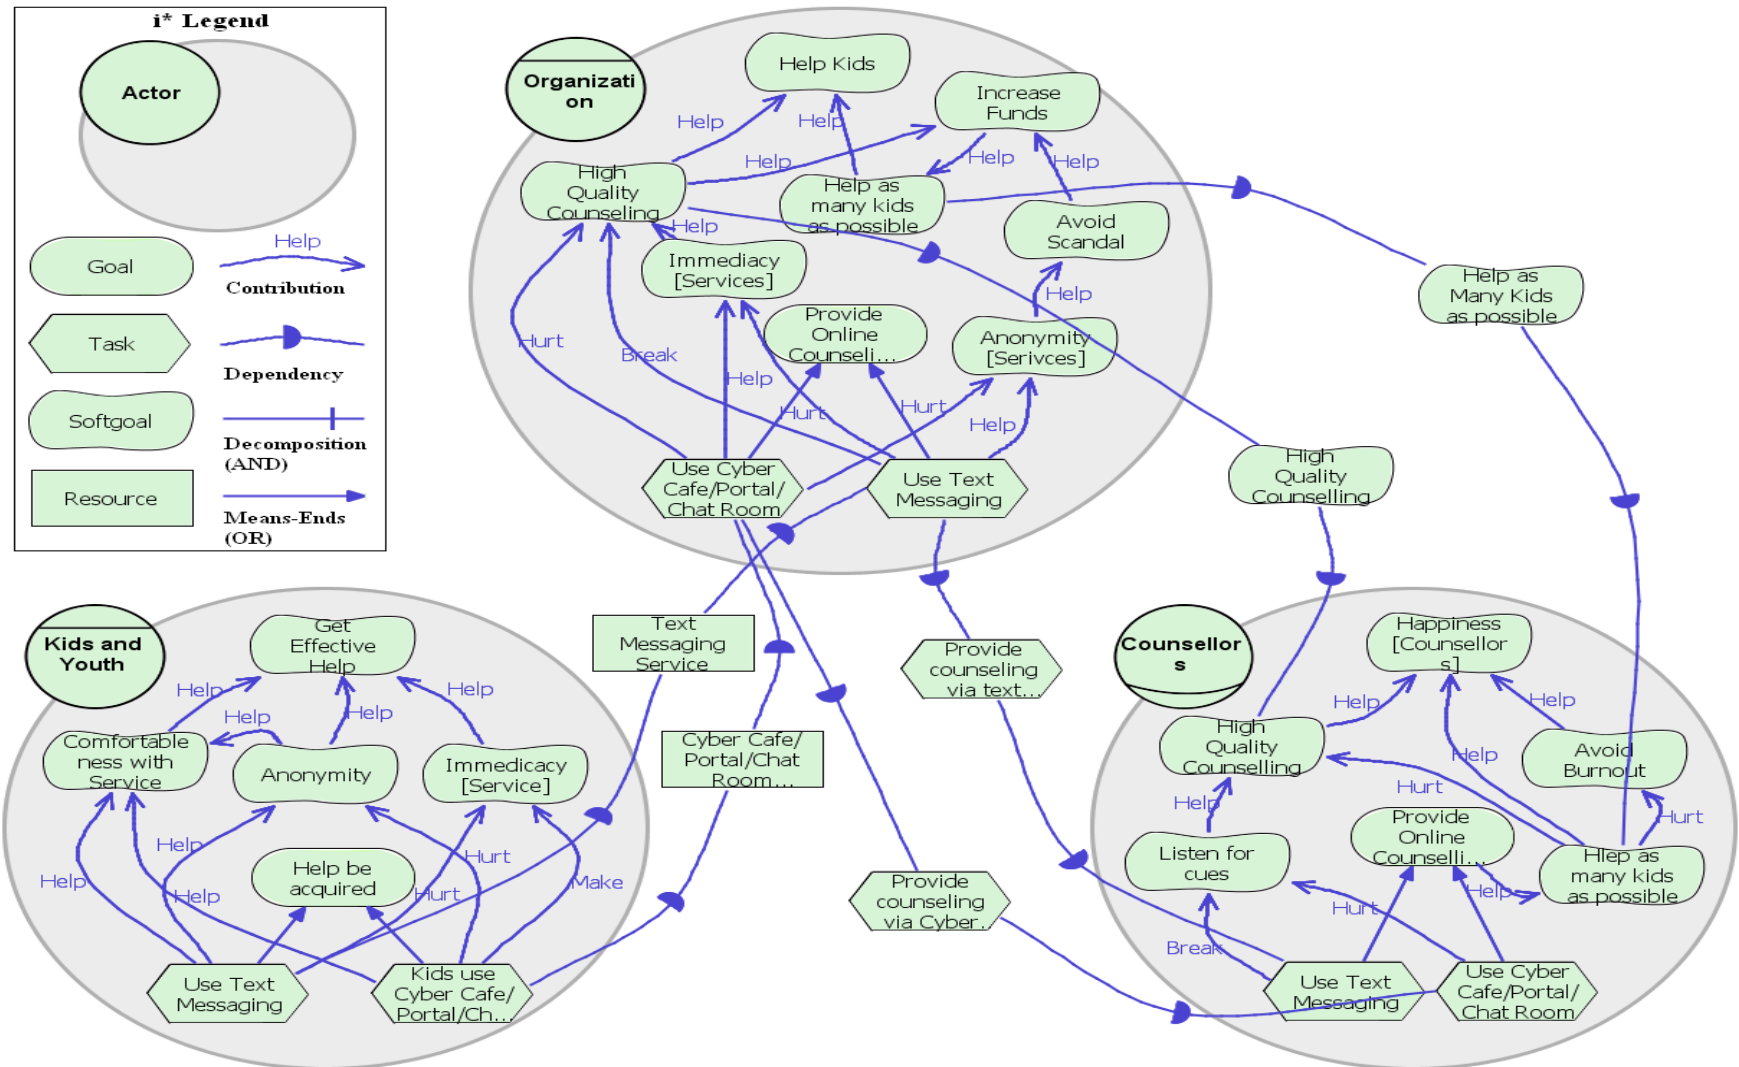 i* Legend
Actor
Goal
Help
Contribution
Task
Dependency
Softgoal
Decomposition
(AND)
Resource
Means-Ends
(OR)
Organizati
on
Help Kids
Increase
Funds
Help
Help
Help
Help
Help
High
Quality
Counseling
Help as
many kids
as possible
Avoid
Scandal
Help
Immediacy
[Services]
Help
Provide
Online
Counseli...
Anonymity
[Serivces]
Hurt
Break
Help
Hurt
Hurt
Help
Use Cyber
Cafe/Portal/
Chat Room
Use Text
Messaging
Help as
Many Kids
as possible
High
Quality
Counselling
Text
Messaging
Service
Provide
counseling
via text...
Cyber Cafe/
Portal/Chat
Room...
Provide
counseling
via Cyber..
Kids and
Youth
Get
Effective
Help
Help
Help
Help
Help
Comfortable
ness with
Service
Anonymity
Immedicacy
[Service]
Help
Help
Help
Hurt
Hurt
Make
Help be
acquired
Use Text
Messaging
Kids use
Cyber Cafe/
Portal/Ch...
Counsellor
s
Happiness
[Counsellor
s]
Help
Help
Help
High
Quality
Counselling
Avoid
Burnout
Hurt
Hurt
Help
Provide
Online
Counselli...
Listen for
cues
Hlep as
many kids
as possible
Help
Hurt
Break
Use Text
Messaging
Use Cyber
Cafe/Portal/
Chat Room